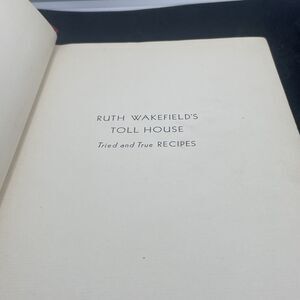 RUTH WAKEFIELD'S
TOLL HOUSE
Tried and True RECIPES